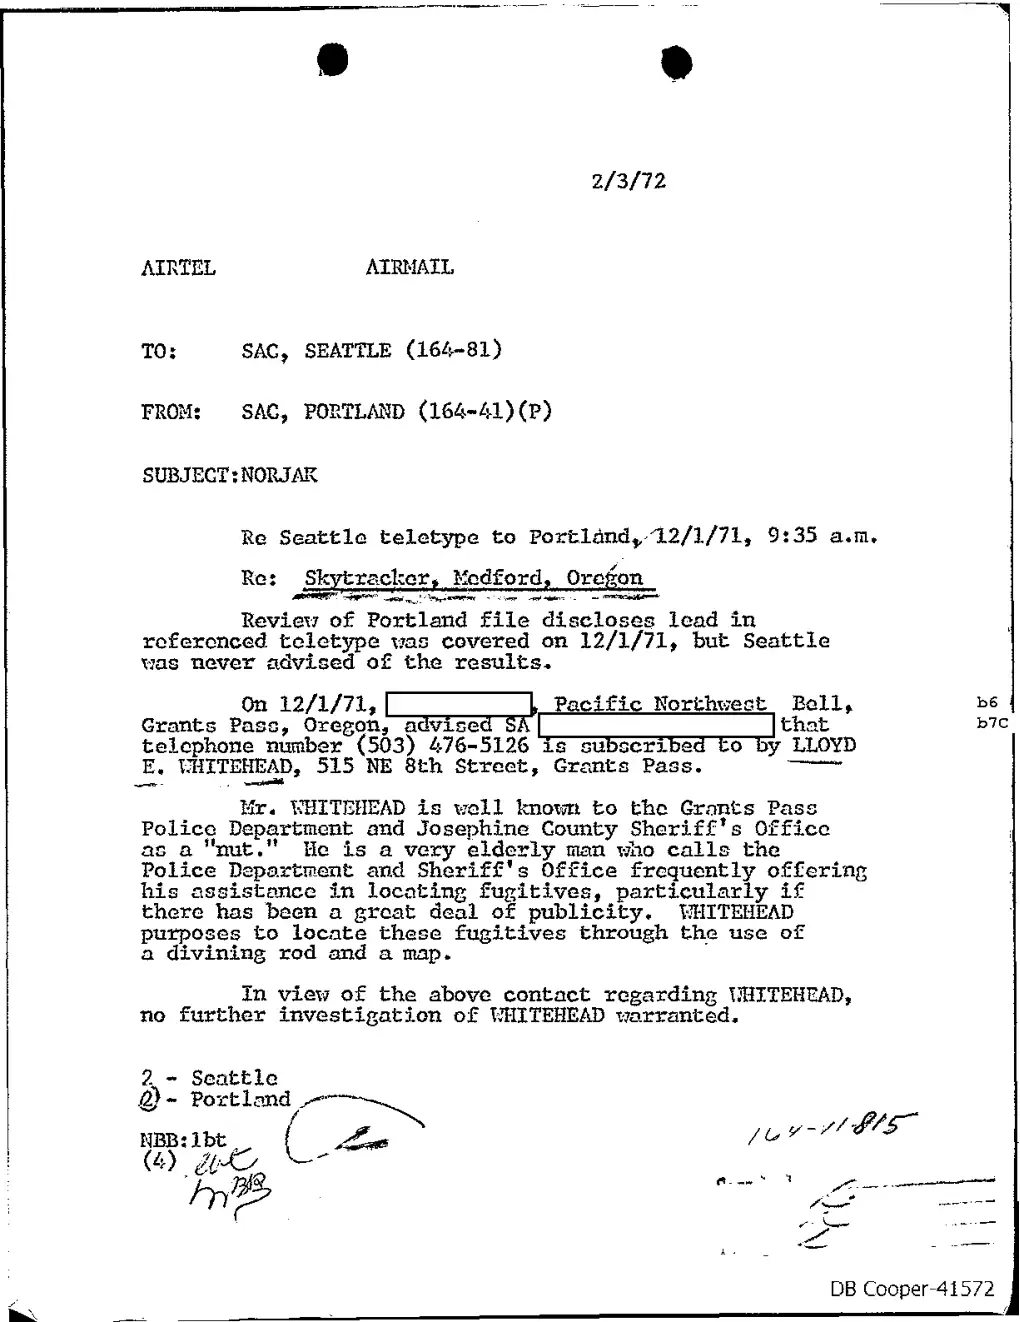 2/3/72
AIRTEL AIRMAIL
TO: SAC, SEATTLE (164-81)
FROM: SAC, PORTLAND (164-41)(P)
SUBJECT:NORJAK
Re Seattle teletype to Portland, 12/1/71, 9:35 a.m.
Re: Skytracker, Medford, Oregon
Review of Portland file discloses lead in
referenced teletype was covered on 12/1/71, but Seattle
was never advised of the results.
On 12/1/71, , Pacific Northwest Bell,
b6
Grants Pass, Oregon, advised SA that
b7C
telephone number (503) 476-5126 is subscribed to by LLOYD
E. WHITEHEAD, 515 NE 8th Street, Grants Pass.
Mr. WHITEHEAD is well known to the Grants Pass
Police Department and Josephine County Sheriff's Office
as a "nut." He is a very elderly man who calls the
Police Department and Sheriff's Office frequently offering
his assistance in locating fugitives, particularly if
there has been a great deal of publicity. WHITEHEAD
purposes to locate these fugitives through the use of
a divining rod and a map.
In view of the above contact regarding WHITEHEAD,
no further investigation of WHITEHEAD warranted.
2 - Seattle
2 - Portland
NBB:lbt
(4)
DB Cooper-41572